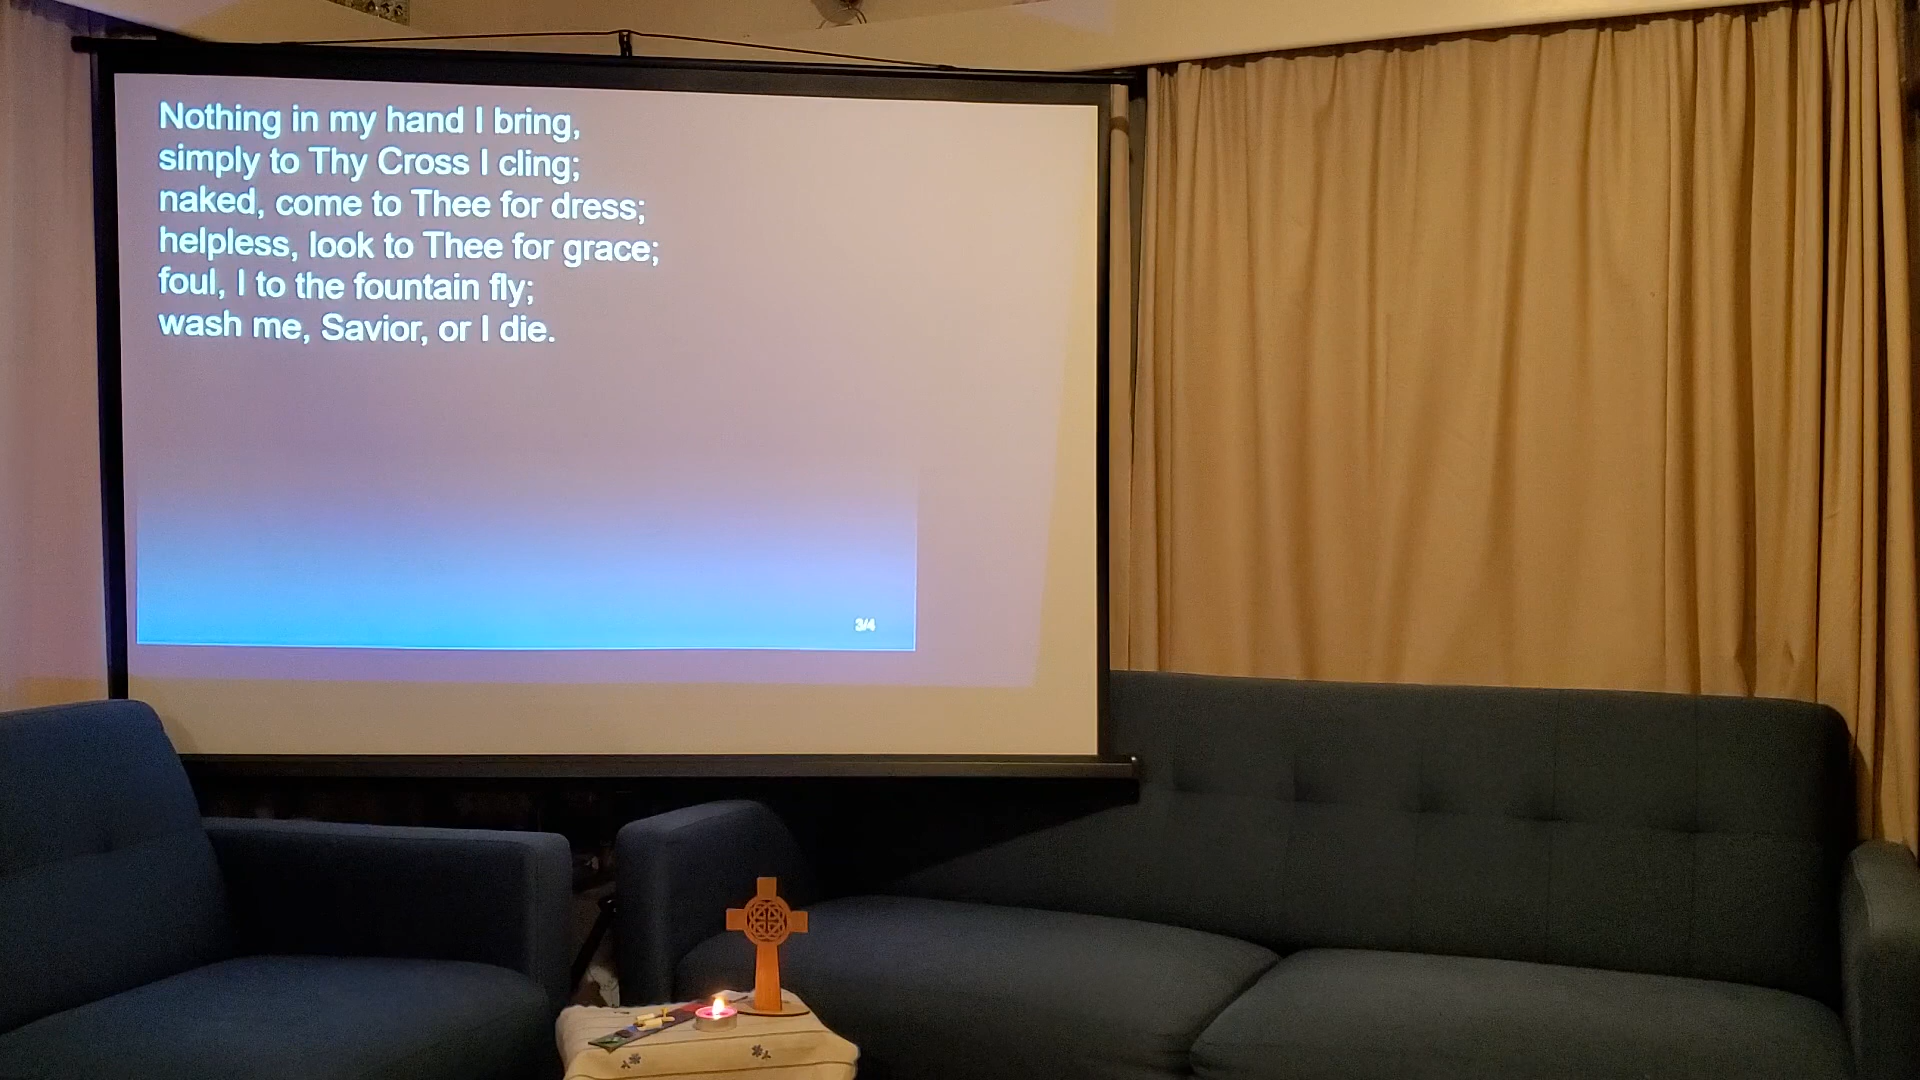 Nothing in my hand I bring,
simply to Thy Cross I cling;
naked, come to Thee for dress;
helpless, look to Thee for grace;
foul, I to the fountain fly;
wash me, Savior, or I die.
3/4